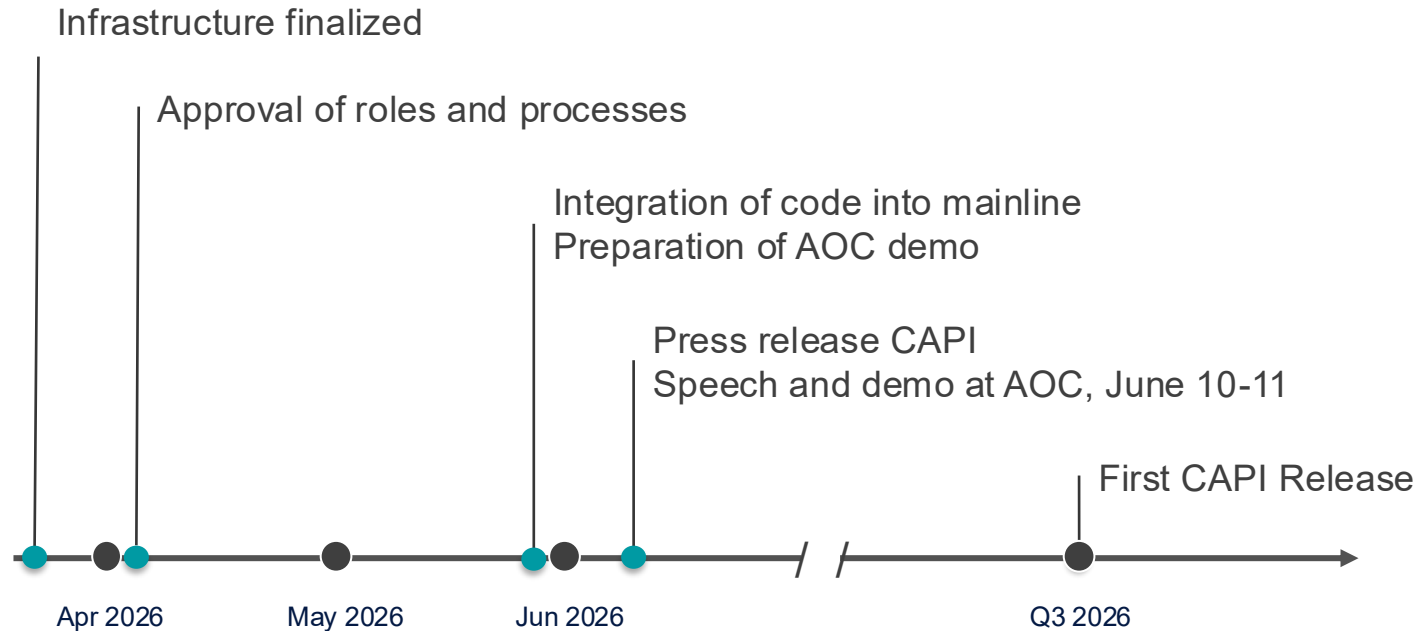 Infrastructure finalized
Approval of roles and processes
Integration of code into mainline
Preparation of AOC demo
Press release CAPI
Speech and demo at AOC, June 10-11
First CAPI Release
Apr 2026
May 2026
Jun 2026
Q3 2026